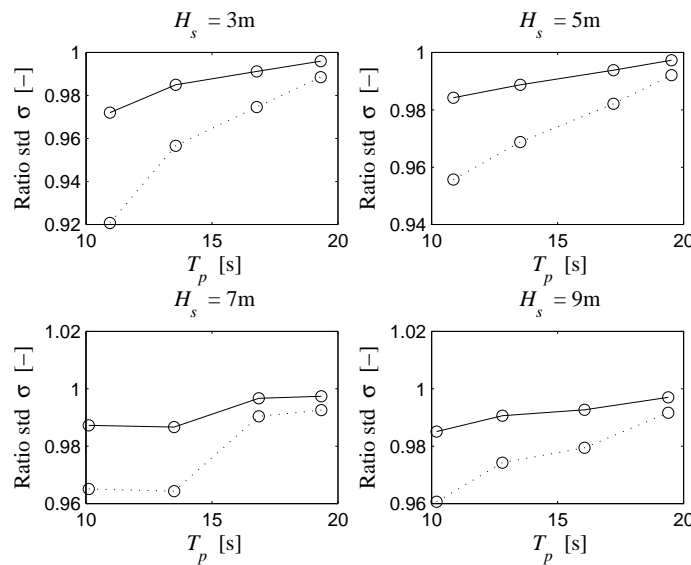 H_s = 3m
Ratio std σ [−]
1
0.98
0.96
0.94
0.92
10
15
20
T_p [s]
H_s = 5m
Ratio std σ [−]
1
0.98
0.96
0.94
10
15
20
T_p [s]
H_s = 7m
Ratio std σ [−]
1.02
1
0.98
0.96
10
15
20
T_p [s]
H_s = 9m
Ratio std σ [−]
1.02
1
0.98
0.96
10
15
20
T_p [s]